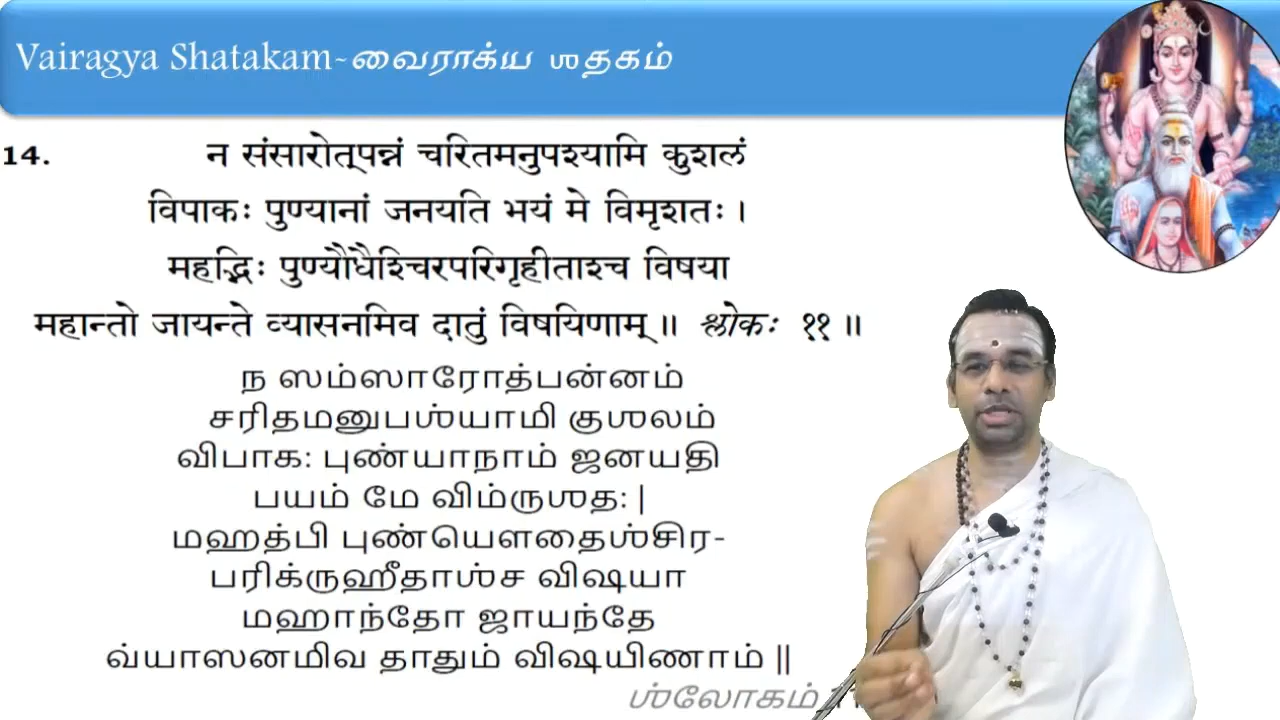 Vairagya Shatakam-வைராக்ய ஶதகம்
14. न संसारोत्पन्नं चरितमनुपश्यामि कुशलं
विपाकः पुण्यानां जनयति भयं मे विमृशतः ।
महद्भिः पुण्यौघैश्चिरपरिगृहीताश्च विषया
महान्तो जायन्ते व्यासनमिव दातुं विषयिणाम् ॥ श्लोकः ११ ॥
ந ஸம்ஸாரோத்பன்னம்
சரிதமனுபஶ்யாமி குஶலம்
விபாக: புண்யாநாம் ஜனயதி
பயம் மே விம்ருஶத: |
மஹத்பி புண்யௌதைஶ்சிர-
பரிக்ருஹீதாஶ்ச விஷயா
மஹாந்தோ ஜாயந்தே
வ்யாஸனமிவ தாதும் விஷயிணாம் ||
ஶ்லோகம்